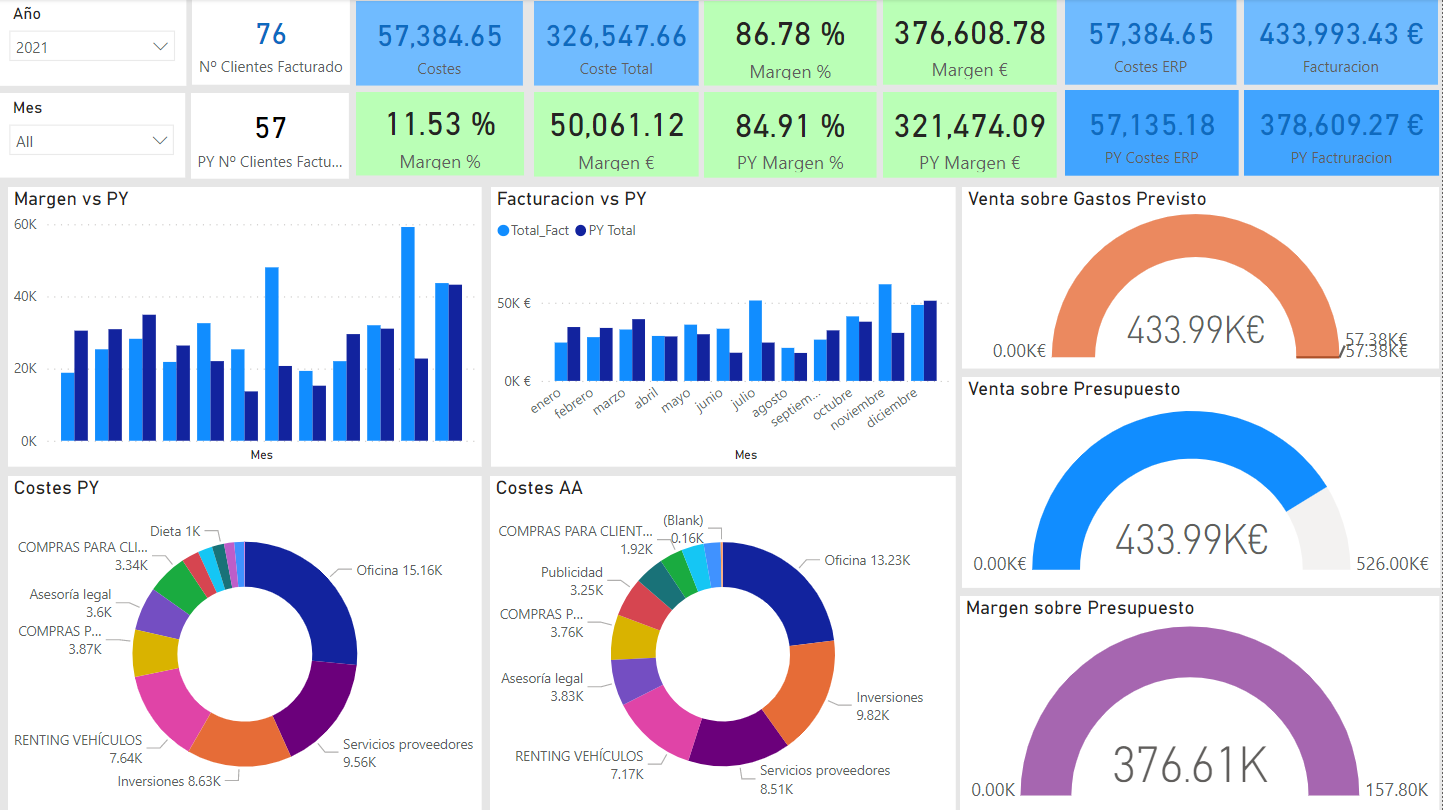 Año
2021
76
Nº Clientes Facturado
57,384.65
Costes
326,547.66
Coste Total
86.78 %
Margen %
376,608.78
Margen €
57,384.65
Costes ERP
433,993.43 €
Facturacion
Mes
All
57
PY Nº Clientes Factu...
11.53 %
Margen %
50,061.12
Margen €
84.91 %
PY Margen %
321,474.09
PY Margen €
57,135.18
PY Costes ERP
378,609.27 €
PY Factruracion
Margen vs PY
60K
40K
20K
0K
Mes
Facturacion vs PY
Total_Fact
PY Total
50K €
0K €
enero
febrero
marzo
abril
mayo
junio
julio
agosto
septiem...
octubre
noviembre
diciembre
Mes
Venta sobre Gastos Previsto
433.99K€
0.00K€
57.38K€
57.38K€
Venta sobre Presupuesto
433.99K€
0.00K€
526.00K€
Costes PY
Dieta 1K
COMPRAS PARA CLI...
3.34K
Asesoría legal
3.6K
COMPRAS P...
3.87K
RENTING VEHÍCULOS
7.64K
Inversiones 8.63K
Servicios proveedores
9.56K
Oficina 15.16K
Costes AA
(Blank)
0.16K
COMPRAS PARA CLIENT...
1.92K
Publicidad
3.25K
COMPRAS P...
3.76K
Asesoría legal
3.83K
RENTING VEHÍCULOS
7.17K
Servicios proveedores
8.51K
Inversiones
9.82K
Oficina 13.23K
Margen sobre Presupuesto
376.61K
0.00K
157.80K